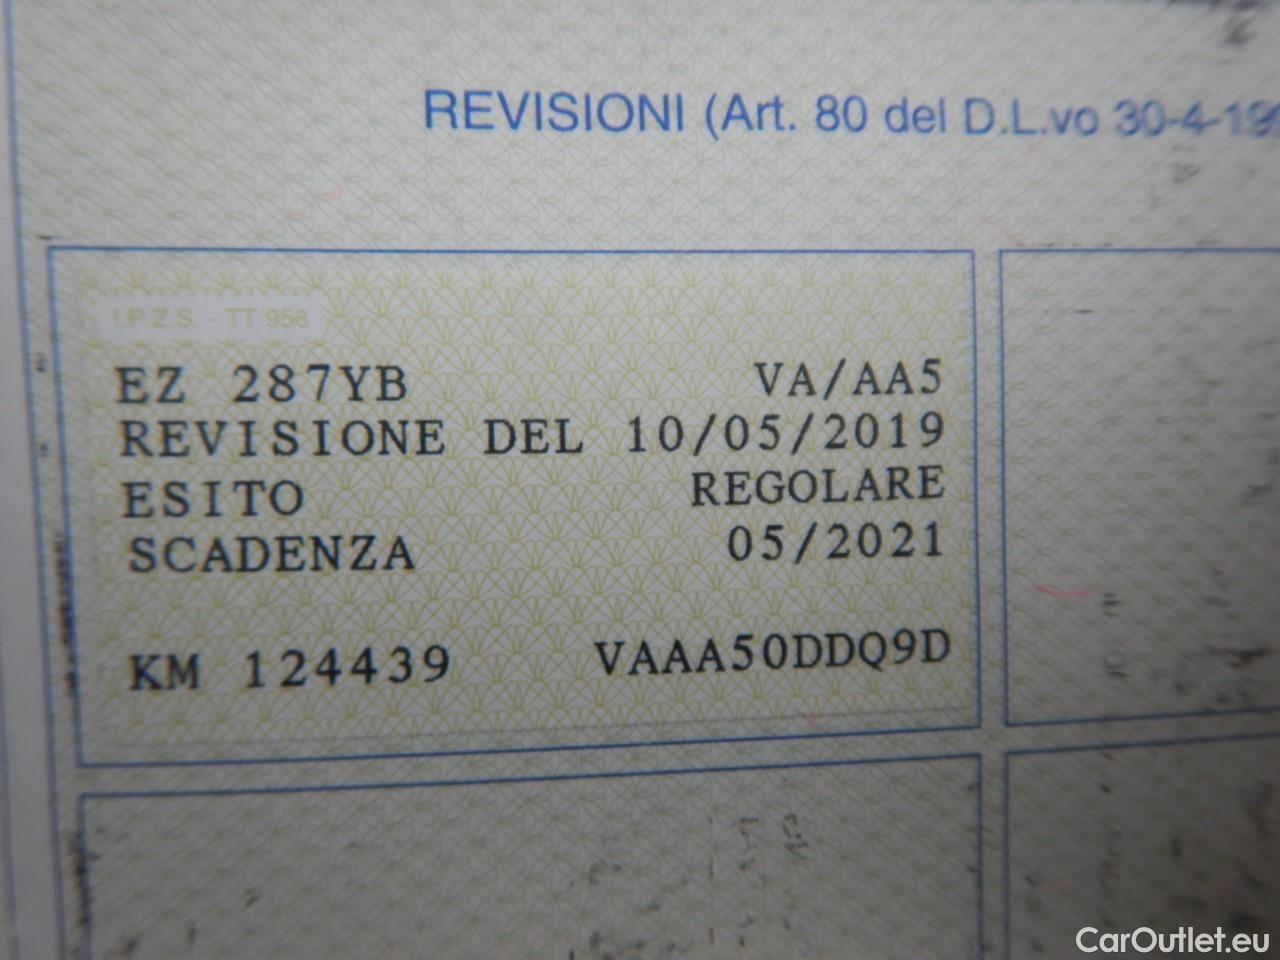 REVISIONI (Art. 80 del D.L.vo 30-4-199
I.P.Z.S. - TT 956
EZ 287YB VA/AA5
REVISIONE DEL 10/05/2019
ESITO REGOLARE
SCADENZA 05/2021
KM 124439 VAAA50DDQ9D
CarOutlet.eu